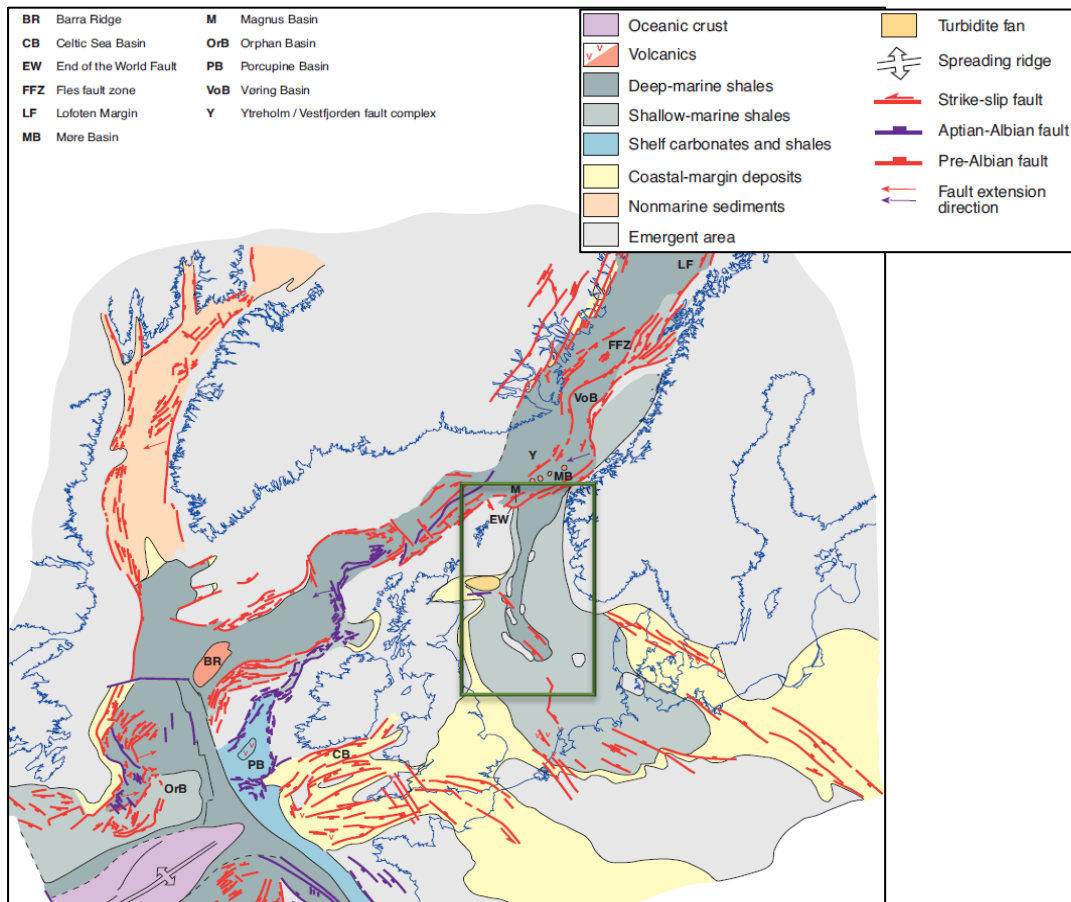 BR Barra Ridge
CB Celtic Sea Basin
EW End of the World Fault
FFZ Fles fault zone
LF Lofoten Margin
MB Møre Basin
M Magnus Basin
OrB Orphan Basin
PB Porcupine Basin
VoB Vøring Basin
Y Ytreholm / Vestfjorden fault complex
Oceanic crust
v v
v
Volcanics
Deep-marine shales
Shallow-marine shales
Shelf carbonates and shales
Coastal-margin deposits
Nonmarine sediments
Emergent area
Turbidite fan
Spreading ridge
Strike-slip fault
Aptian-Albian fault
Pre-Albian fault
Fault extension
direction
LF
FFZ
VoB
Y
MB
M
EW
BR
CB
PB
OrB
v
v
v